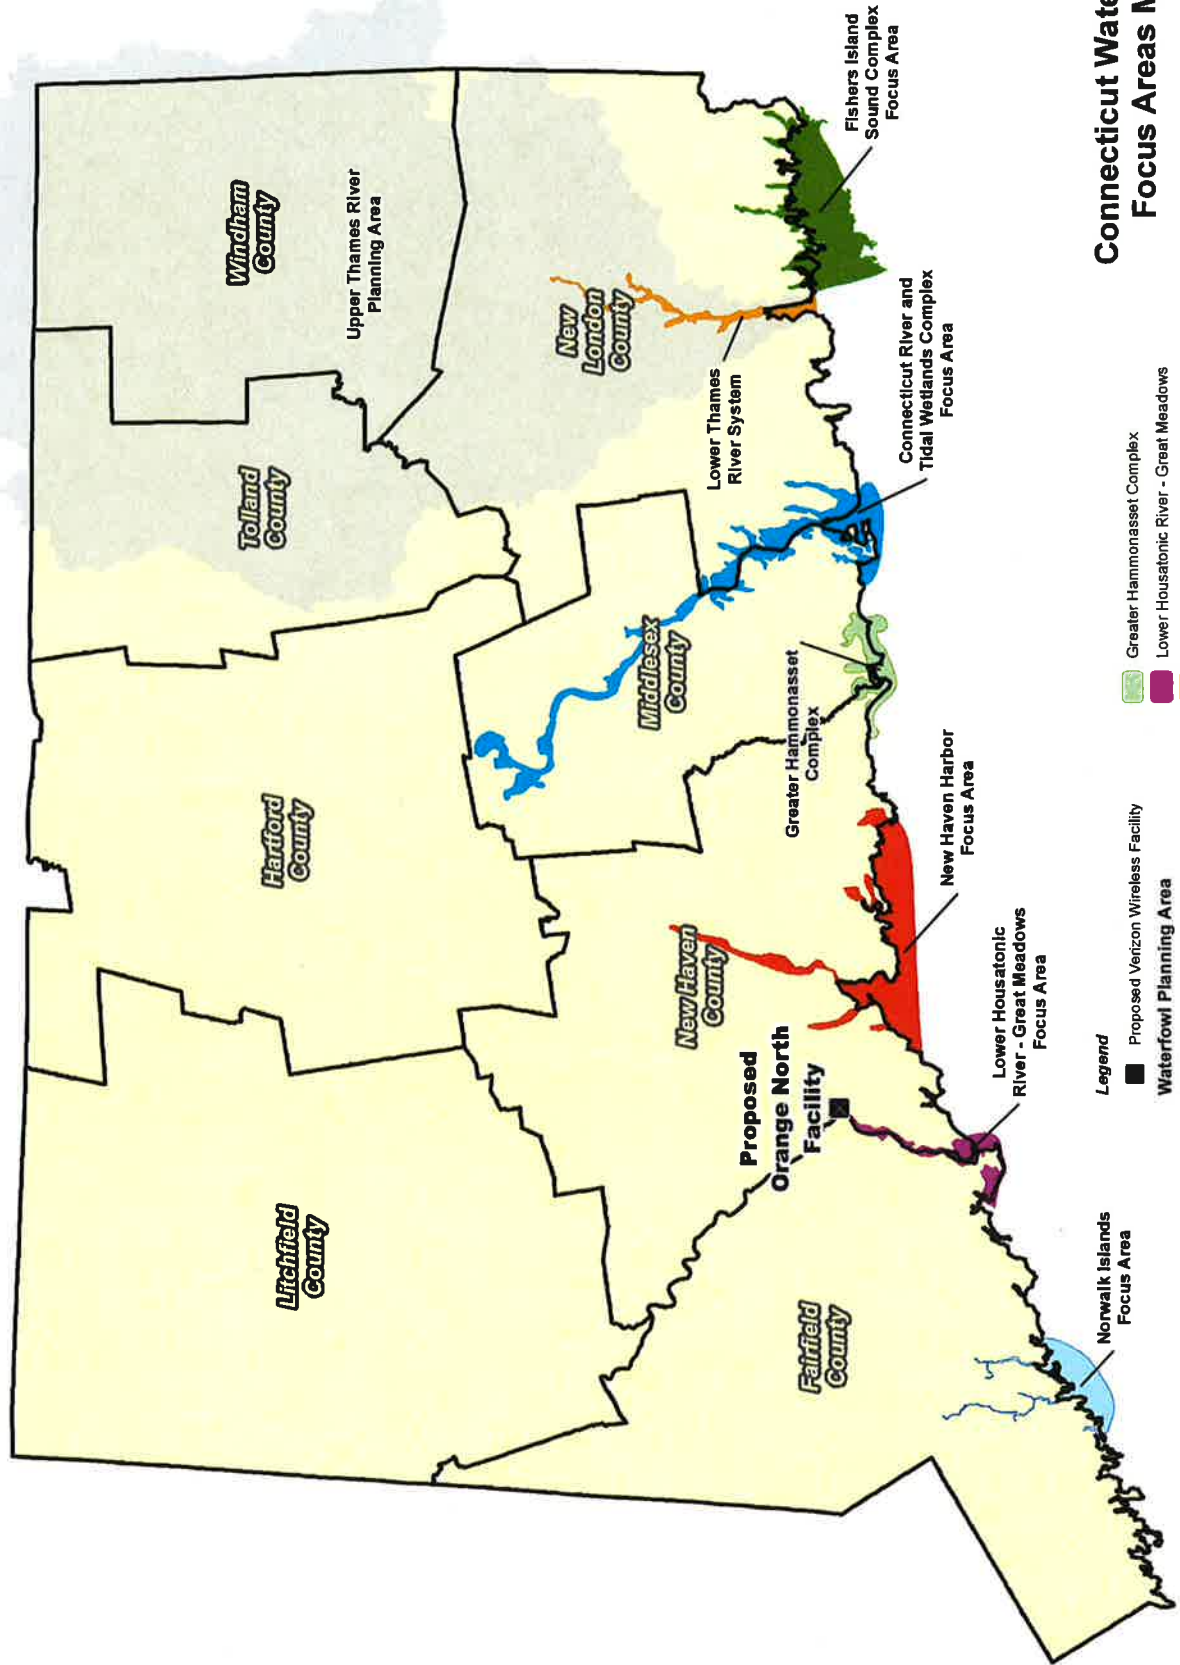 Litchfield
County
Hartford
County
Tolland
County
Windham
County
Upper Thames River
Planning Area
New
London
County
Middlesex
County
New Haven
County
Fairfield
County
Proposed
Orange North
Facility
Lower Thames
River System
Greater Hammonasset
Complex
Fishers Island
Sound Complex
Focus Area
Connecticut River and
Tidal Wetlands Complex
Focus Area
New Haven Harbor
Focus Area
Lower Housatonic
River - Great Meadows
Focus Area
Norwalk Islands
Focus Area
Legend
Proposed Verizon Wireless Facility
Waterfowl Planning Area
Greater Hammonasset Complex
Lower Housatonic River - Great Meadows
Connecticut Wate
Focus Areas M